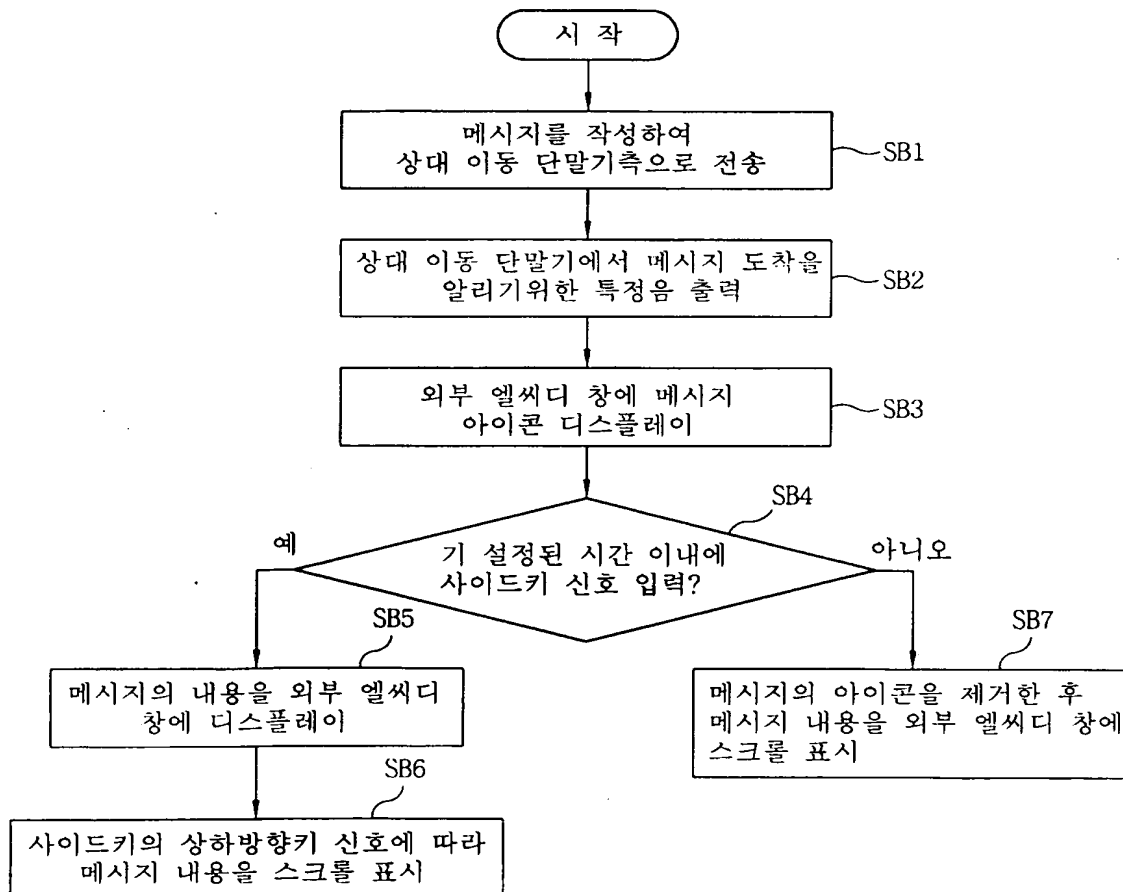 시 작
메시지를 작성하여
상대 이동 단말기측으로 전송
SB1
상대 이동 단말기에서 메시지 도착을
알리기위한 특정음 출력
SB2
외부 엘씨디 창에 메시지
아이콘 디스플레이
SB3
SB4
기 설정된 시간 이내에
사이드키 신호 입력?
예
아니오
SB5
메시지의 내용을 외부 엘씨디
창에 디스플레이
SB6
사이드키의 상하방향키 신호에 따라
메시지 내용을 스크롤 표시
SB7
메시지의 아이콘을 제거한 후
메시지 내용을 외부 엘씨디 창에
스크롤 표시